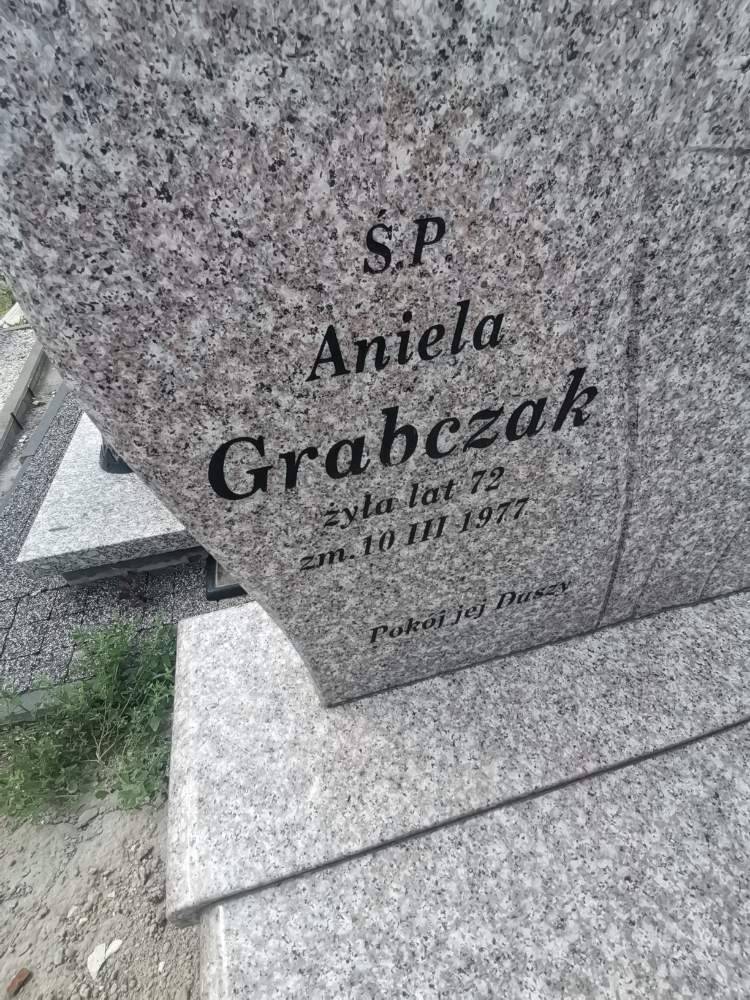 Ś.P
Aniela
Grabczak
żyła lat 72
zm.10 III 1977
Pokój jej Duszy